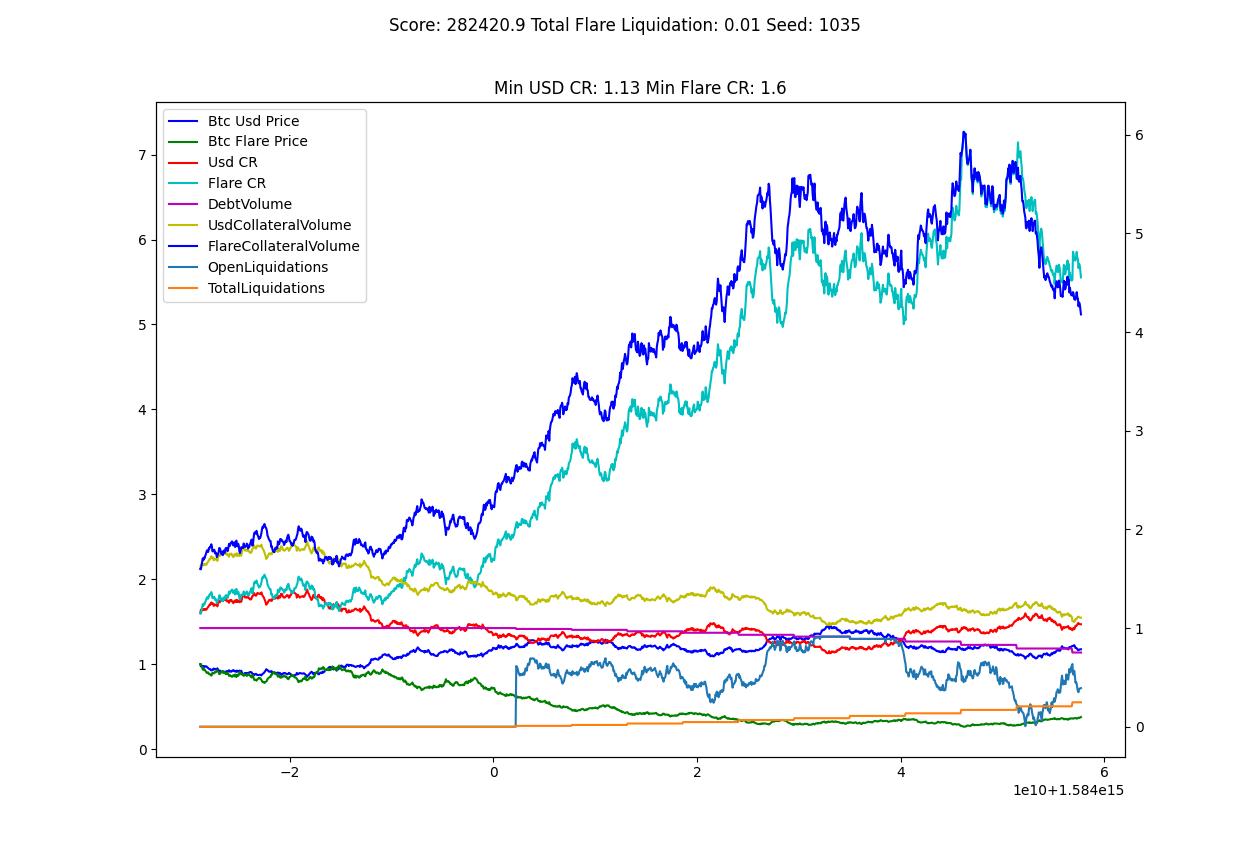 Score: 282420.9 Total Flare Liquidation: 0.01 Seed: 1035
Min USD CR: 1.13 Min Flare CR: 1.6
Btc Usd Price
Btc Flare Price
Usd CR
Flare CR
DebtVolume
UsdCollateralVolume
FlareCollateralVolume
OpenLiquidations
TotalLiquidations
7
6
5
4
3
2
1
0
6
5
4
3
2
1
0
−2
0
2
4
6
1e10+1.584e15